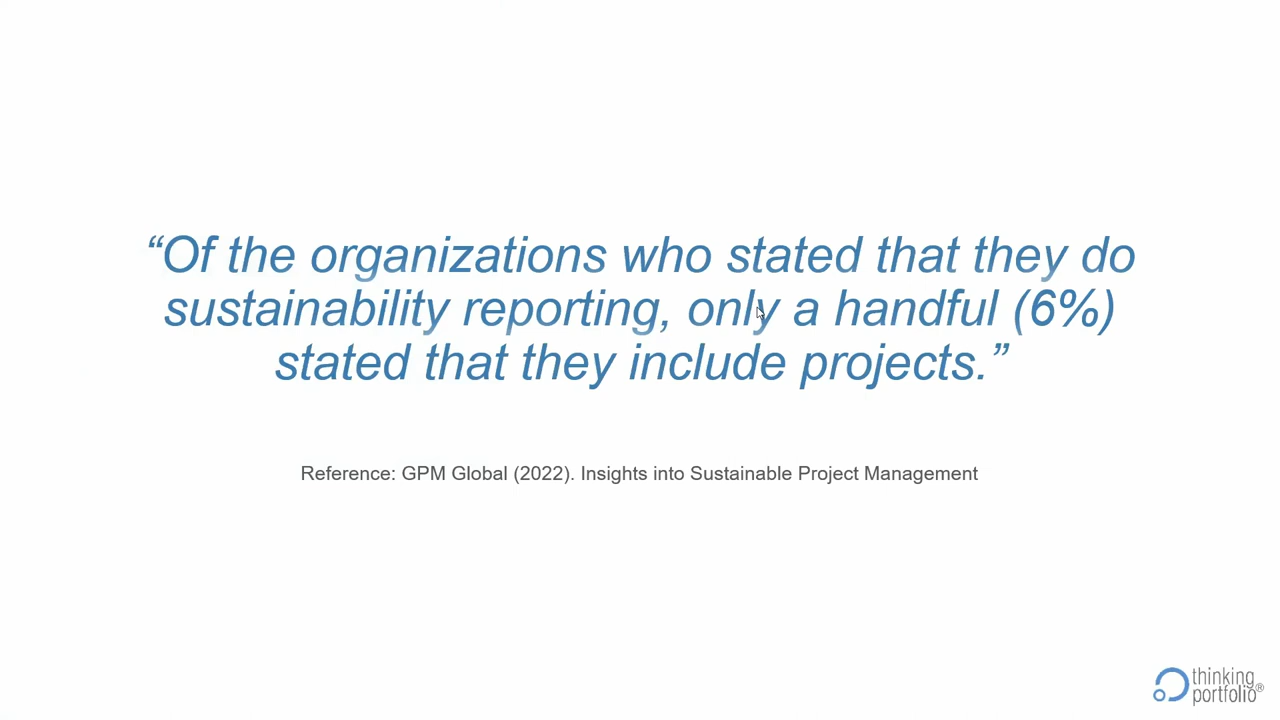 “Of the organizations who stated that they do
sustainability reporting, only a handful (6%)
stated that they include projects.”
Reference: GPM Global (2022). Insights into Sustainable Project Management
thinking
portfolio®